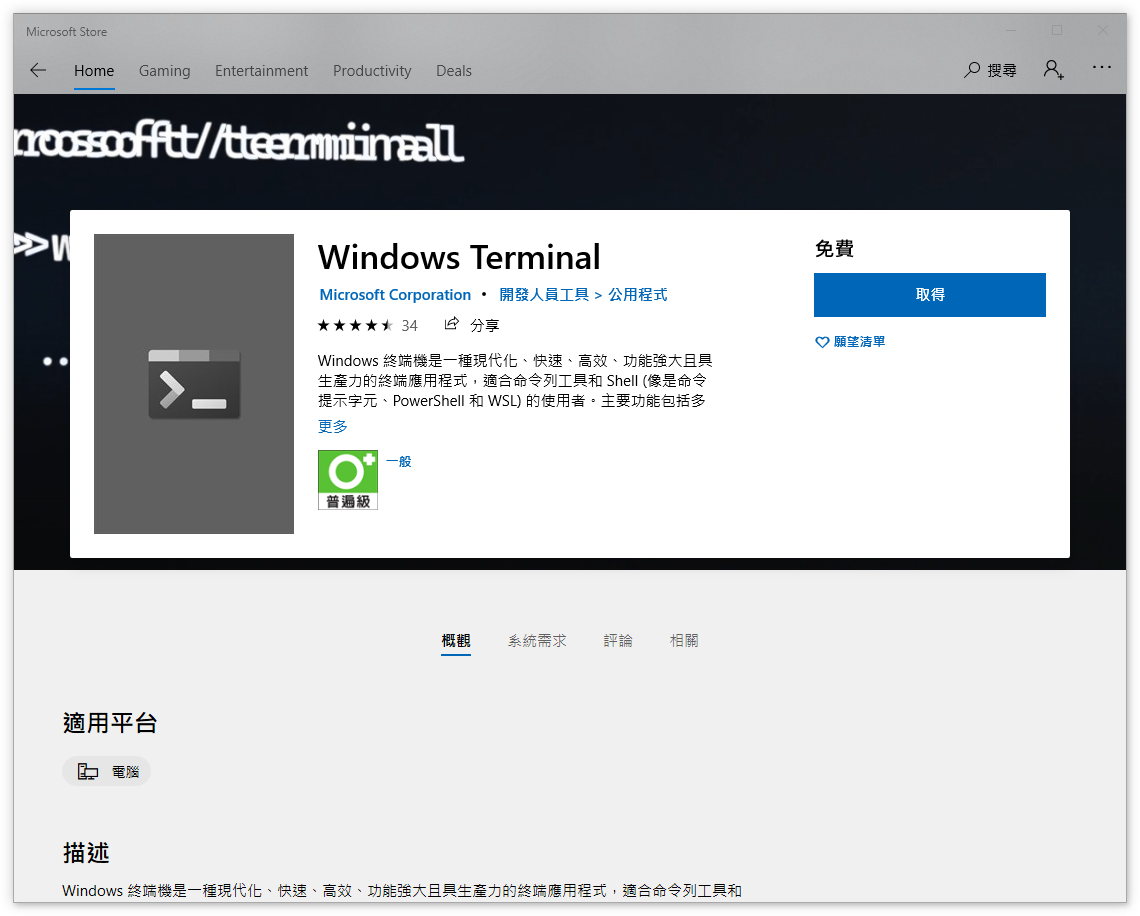 Microsoft Store
Home Gaming Entertainment Productivity Deals 搜尋
>>w
Windows Terminal
Microsoft Corporation • 開發人員工具 > 公用程式
34 分享
Windows 終端機是一種現代化、快速、高效、功能強大且具
生產力的終端應用程式，適合命令列工具和 Shell (像是命令
提示字元、PowerShell 和 WSL) 的使用者。主要功能包括多
更多
普遍級
一般
免費
取得
願望清單
概觀 系統需求 評論 相關
適用平台
電腦
描述
Windows 終端機是一種現代化、快速、高效、功能強大且具生產力的終端應用程式，適合命令列工具和